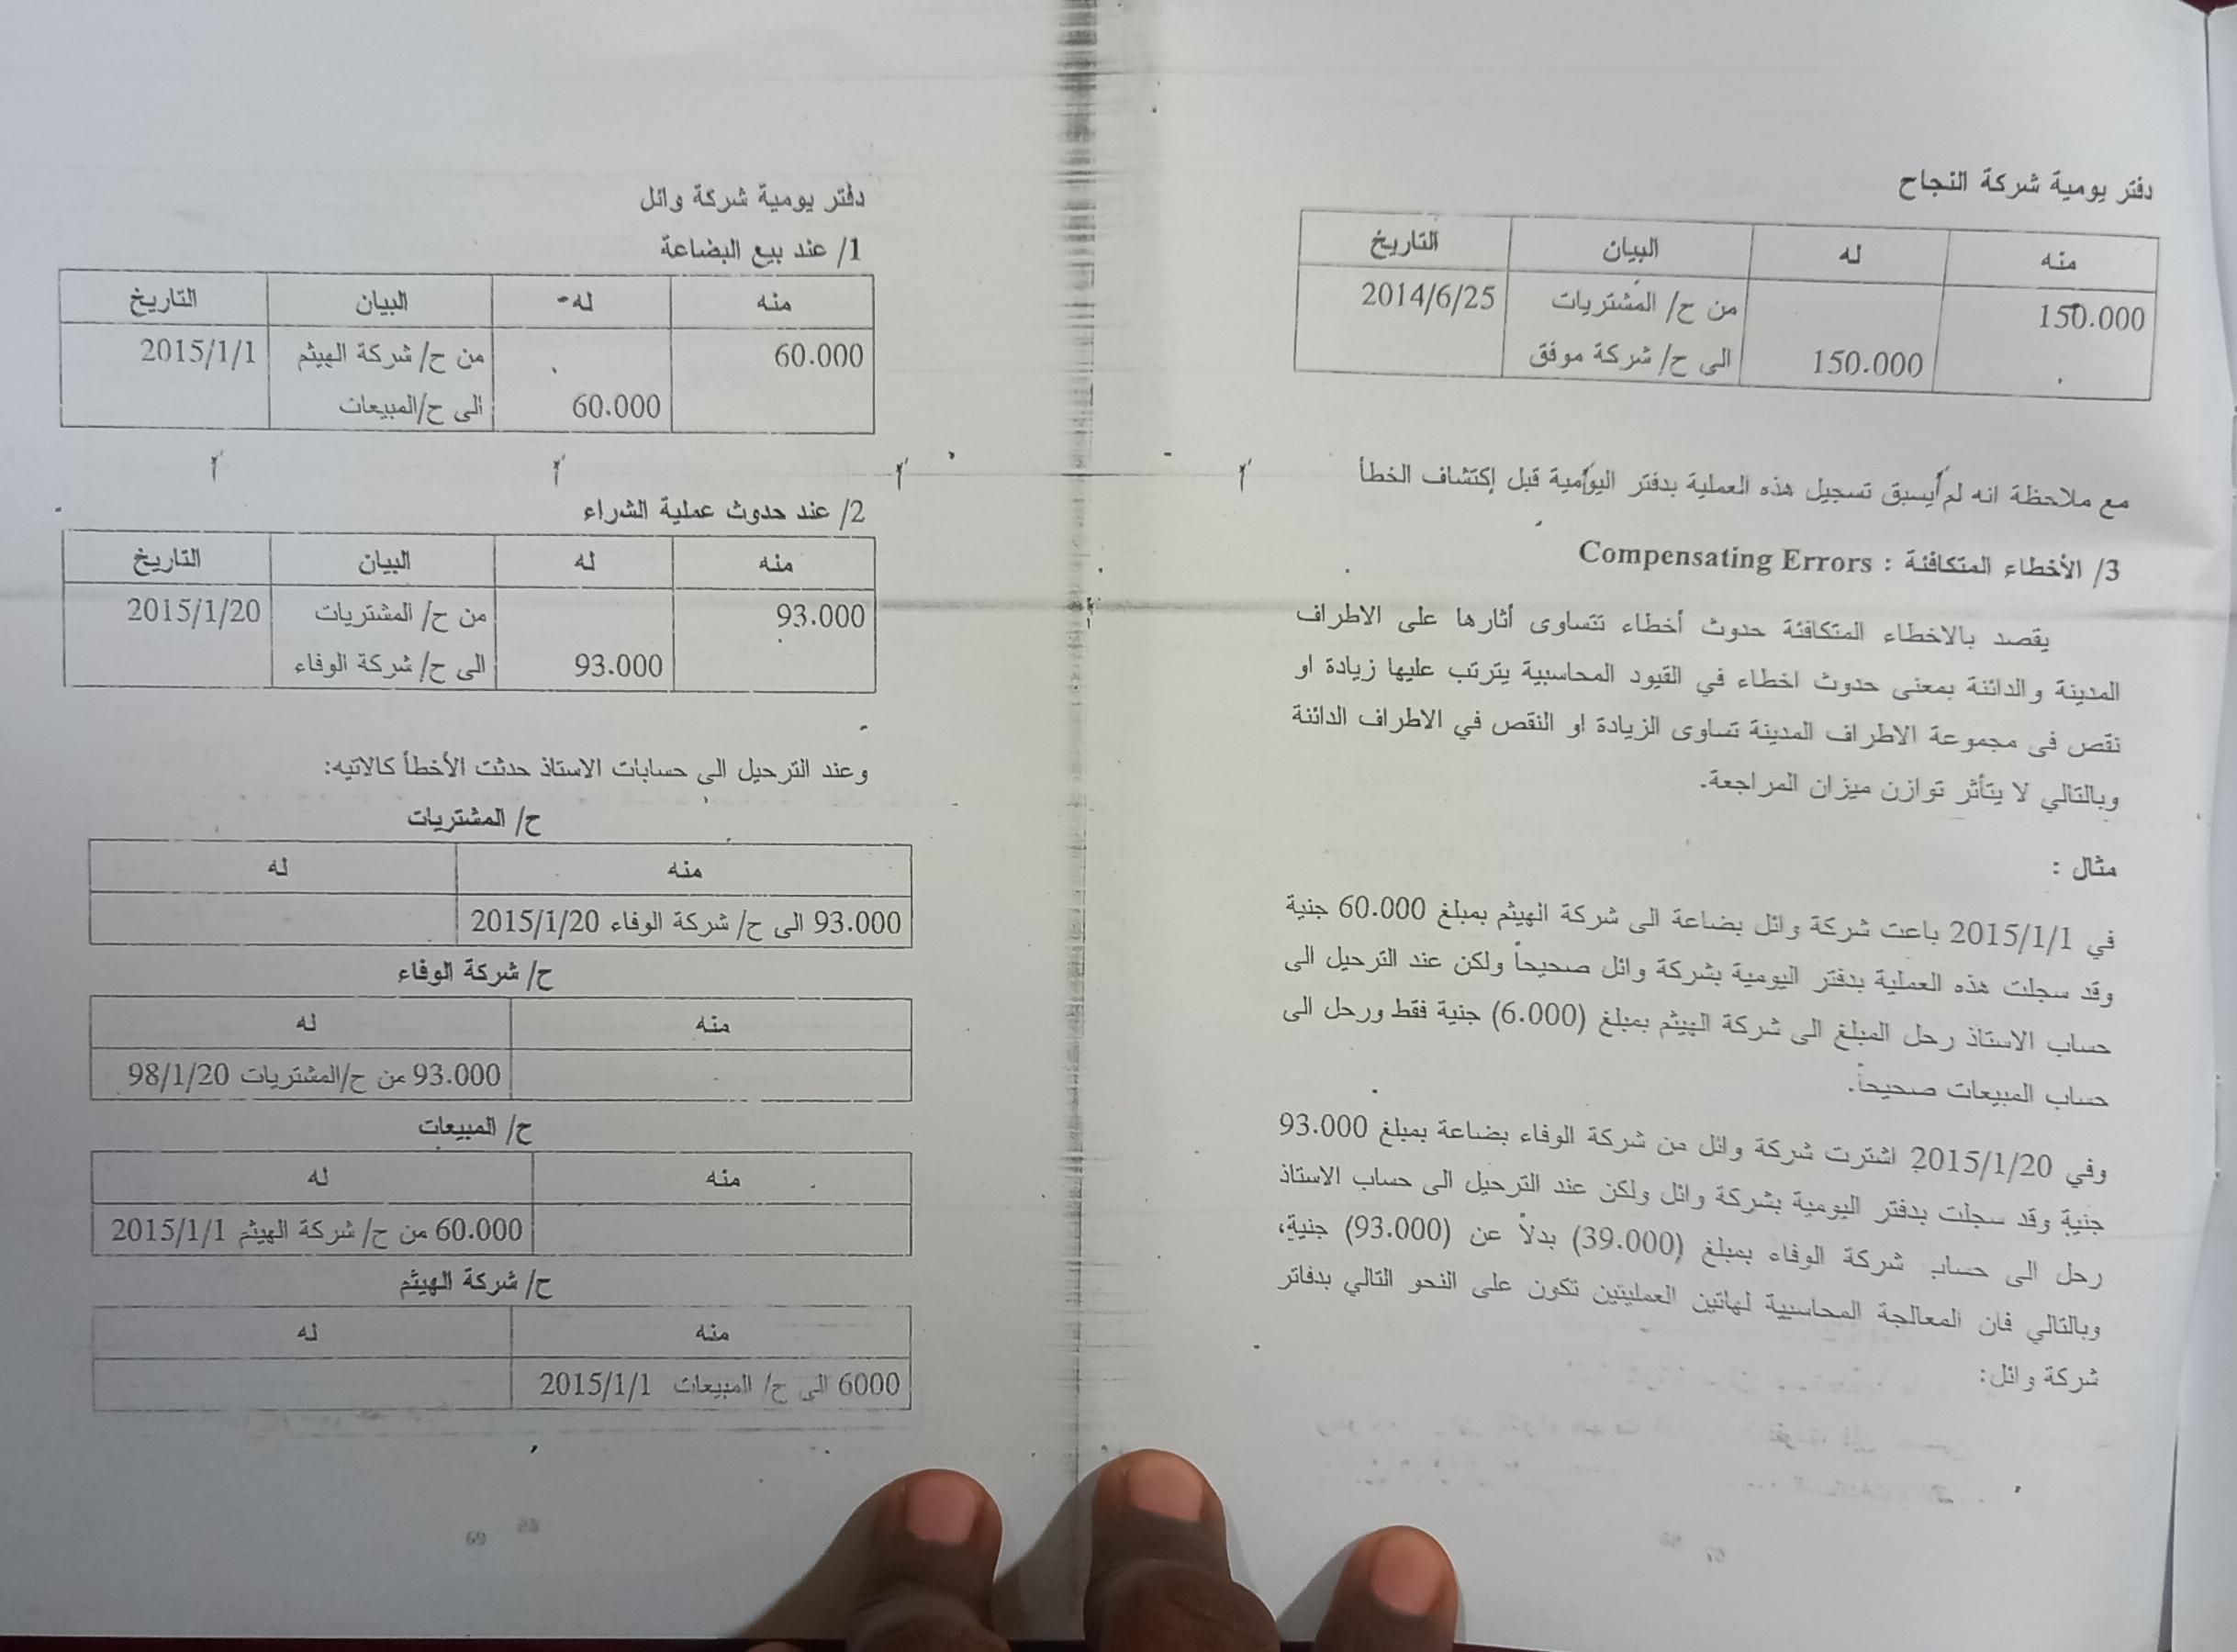 دفتر يومية شركة النجاح
منه له البيان التاريخ
150.000 من ح/ المشتريات 2014/6/25
150.000 الى ح/ شركة موفق
مع ملاحظة انه لم يسبق تسجيل هذه العملية بدفتر اليومية قبل إكتشاف الخطأ
3/ الأخطاء المتكافئة : Compensating Errors
يقصد بالاخطاء المتكافئة حدوث أخطاء تتساوى أثارها على الاطراف
المدينة والدائنة بمعنى حدوث اخطاء في القيود المحاسبية يترتب عليها زيادة او
نقص فى مجموعة الاطراف المدينة تساوى الزيادة او النقص في الاطراف الدائنة
وبالتالي لا يتأثر توازن ميزان المراجعة.
مثال :
في 2015/1/1 باعت شركة وائل بضاعة الى شركة الهيثم بمبلغ 60.000 جنية
وقد سجلت هذه العملية بدفتر اليومية بشركة وائل صحيحاً ولكن عند الترحيل الى
حساب الاستاذ رحل المبلغ الى شركة الهيثم بمبلغ (6.000) جنية فقط ورحل الى
حساب المبيعات صحيحاً.
وفي 2015/1/20 اشترت شركة وائل من شركة الوفاء بضاعة بمبلغ 93.000
جنية وقد سجلت بدفتر اليومية بشركة وائل ولكن عند الترحيل الى حساب الاستاذ
رحل الى حساب شركة الوفاء بمبلغ (39.000) بدلاً عن (93.000) جنية،
وبالتالي فان المعالجة المحاسبية لهاتين العمليتين تكون على النحو التالي بدفاتر
شركة وائل:
دفتر يومية شركة وائل
1/ عند بيع البضاعة
منه له البيان التاريخ
60.000 من ح/ شركة الهيثم 2015/1/1
60.000 الى ح/المبيعات
2/ عند حدوث عملية الشراء
منه له البيان التاريخ
93.000 من ح/ المشتريات 2015/1/20
93.000 الى ح/ شركة الوفاء
وعند الترحيل الى حسابات الاستاذ حدثت الأخطأ كالاتيه:
ح/ المشتريات
منه له
93.000 الى ح/ شركة الوفاء 2015/1/20
ح/ شركة الوفاء
منه له
93.000 من ح/المشتريات 98/1/20
ح/ المبيعات
منه له
60.000 من ح/ شركة الهيثم 2015/1/1
ح/ شركة الهيثم
منه له
6000 الى ح/ المبيعات 2015/1/1